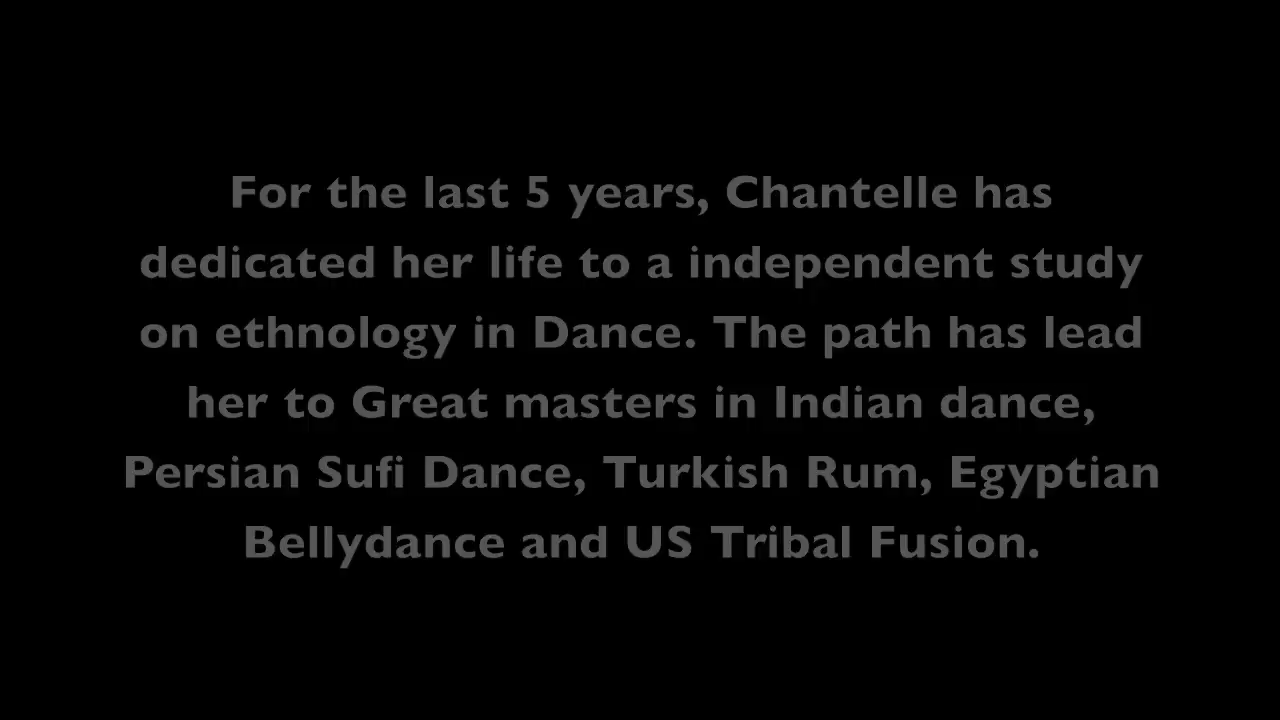 For the last 5 years, Chantelle has
dedicated her life to a independent study
on ethnology in Dance. The path has lead
her to Great masters in Indian dance,
Persian Sufi Dance, Turkish Rum, Egyptian
Bellydance and US Tribal Fusion.